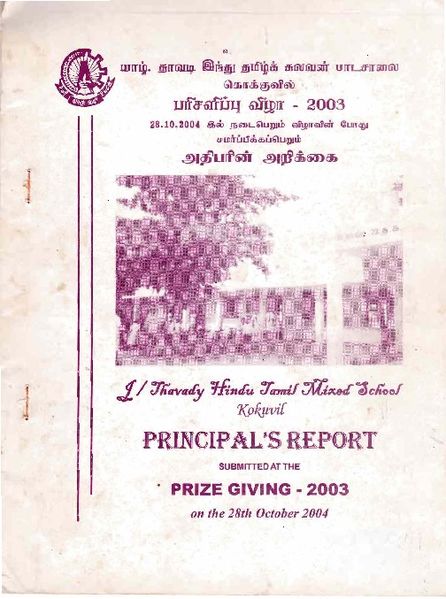 உ
யாழ். தாவடி இந்து தமிழ்க் கலவன் பாடசாலை
கொக்குவில்
பரிசளிப்பு விழா - 2003
28.10.2004 இல் நடைபெறும் விழாவின் போது
சமர்ப்பிக்கப்பெறும்
அதிபரின் அறிக்கை
J / Thavady Hindu Tamil Mixed School
Kokuvil
PRINCIPAL'S REPORT
SUBMITTED AT THE
PRIZE GIVING - 2003
on the 28th October 2004